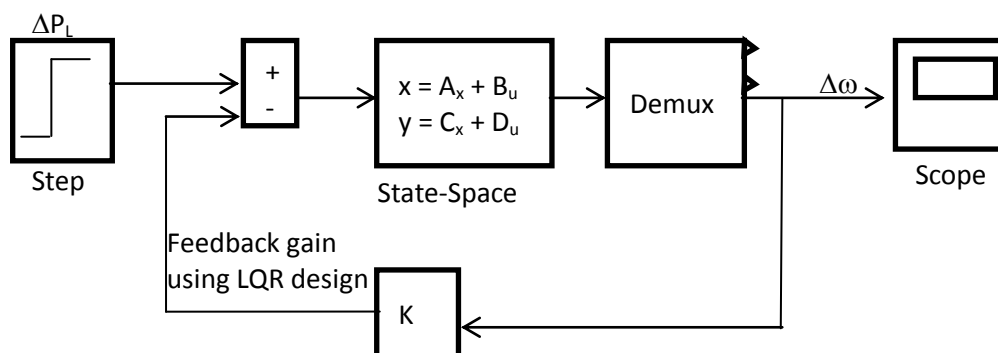 ΔP_L
+
-
x = A_x + B_u
y = C_x + D_u
Demux
Δω
Step
State-Space
Scope
Feedback gain
using LQR design
K